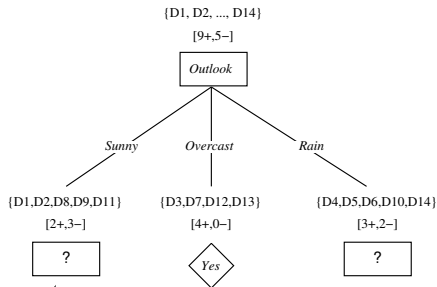 {D1, D2, ..., D14}
[9+,5−]
Outlook
Sunny Overcast Rain
{D1,D2,D8,D9,D11} {D3,D7,D12,D13} {D4,D5,D6,D10,D14}
[2+,3−] [4+,0−] [3+,2−]
? Yes ?